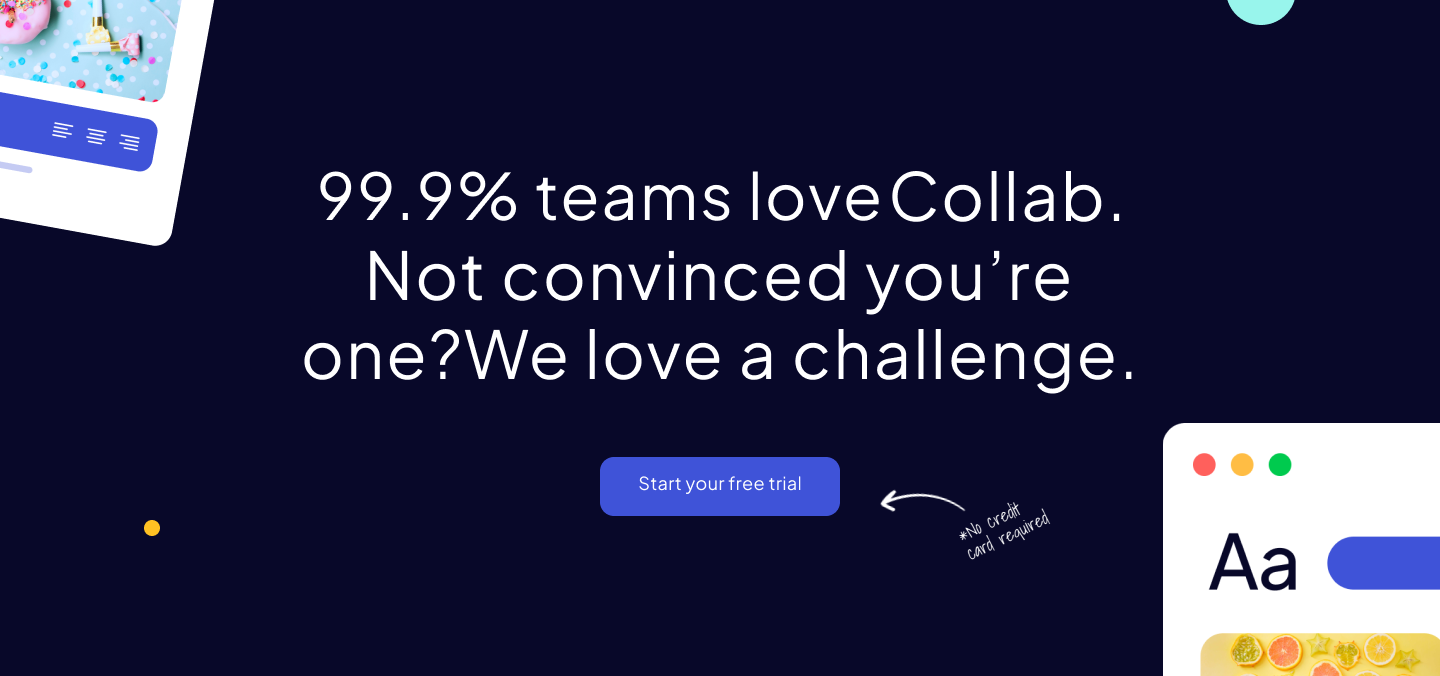 99.9% teams love Collab.
Not convinced you’re
one?We love a challenge.
Start your free trial
*No credit
card required
Aa